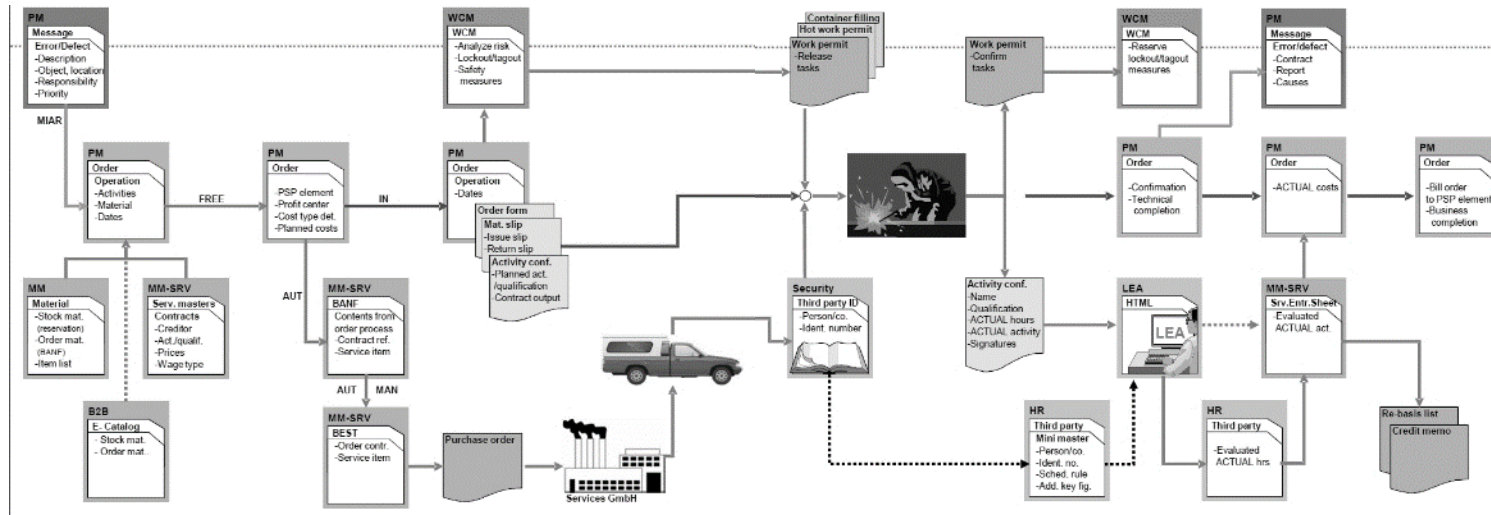 PM
Message
Error/Defect
-Description
-Object, location
-Responsibility
-Priority
WCM
WCM
-Analyze risk
-Lockout/tagout
-Safety
measures
Container filling
Hot work permit
Work permit
-Release
tasks
Work permit
-Confirm
tasks
WCM
WCM
-Reserve
lockout/tagout
measures
PM
Message
Error/defect
-Contract
-Report
-Causes
MIAR
PM
Order
Operation
-Activities
-Material
-Dates
FREE
PM
Order
-PSP element
-Profit center
-Cost type det.
-Planned costs
IN
PM
Order
Operation
-Dates
Order form
Mat. slip
-Issue slip
-Return slip
Activity conf.
-Planned act.
/qualification
-Contract output
PM
Order
-Confirmation
-Technical
completion
PM
Order
-ACTUAL costs
PM
Order
-Bill order
to PSP element
-Business
completion
MM
Material
-Stock mat.
(reservation)
-Order mat.
(BANF)
-Item list
MM-SRV
Serv. masters
Contracts
-Creditor
-Act./qualif.
-Prices
-Wage type
AUT
MM-SRV
BANF
Contents from
order process
-Contract ref.
-Service item
Security
Third party ID
-Person/co.
-Ident. number
Activity conf.
-Name
-Qualification
-ACTUAL hours
-ACTUAL activity
-Signatures
LEA
HTML
LEA
MM-SRV
Srv.Entr.Sheet
-Evaluated
ACTUAL act.
AUT
MAN
B2B
E- Catalog
- Stock mat.
- Order mat..
MM-SRV
BEST
-Order contr.
-Service item
Purchase order
Services GmbH
HR
Third party
Mini master
-Person/co.
-Ident. no.
-Sched. rule
-Add. key fig.
HR
Third party
-Evaluated
ACTUAL hrs
Re-basis list
Credit memo